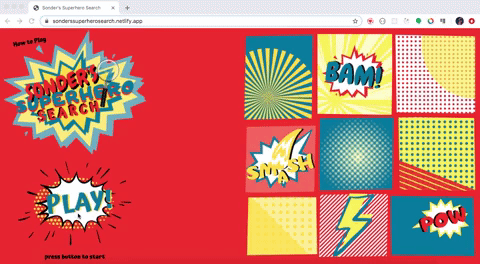 Sonder's Superhero Search
sonderssuperherosearch.netlify.app
How to Play
SONDER'S
SUPERHERO
SEARCH
PLAY!
press button to start
BAM!
SMASH
POW